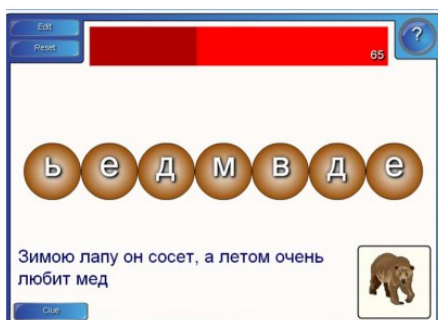 Edit
Reset
?
65
ь е д м в д е
Зимою лапу он сосет, а летом очень
любит мед
Clue